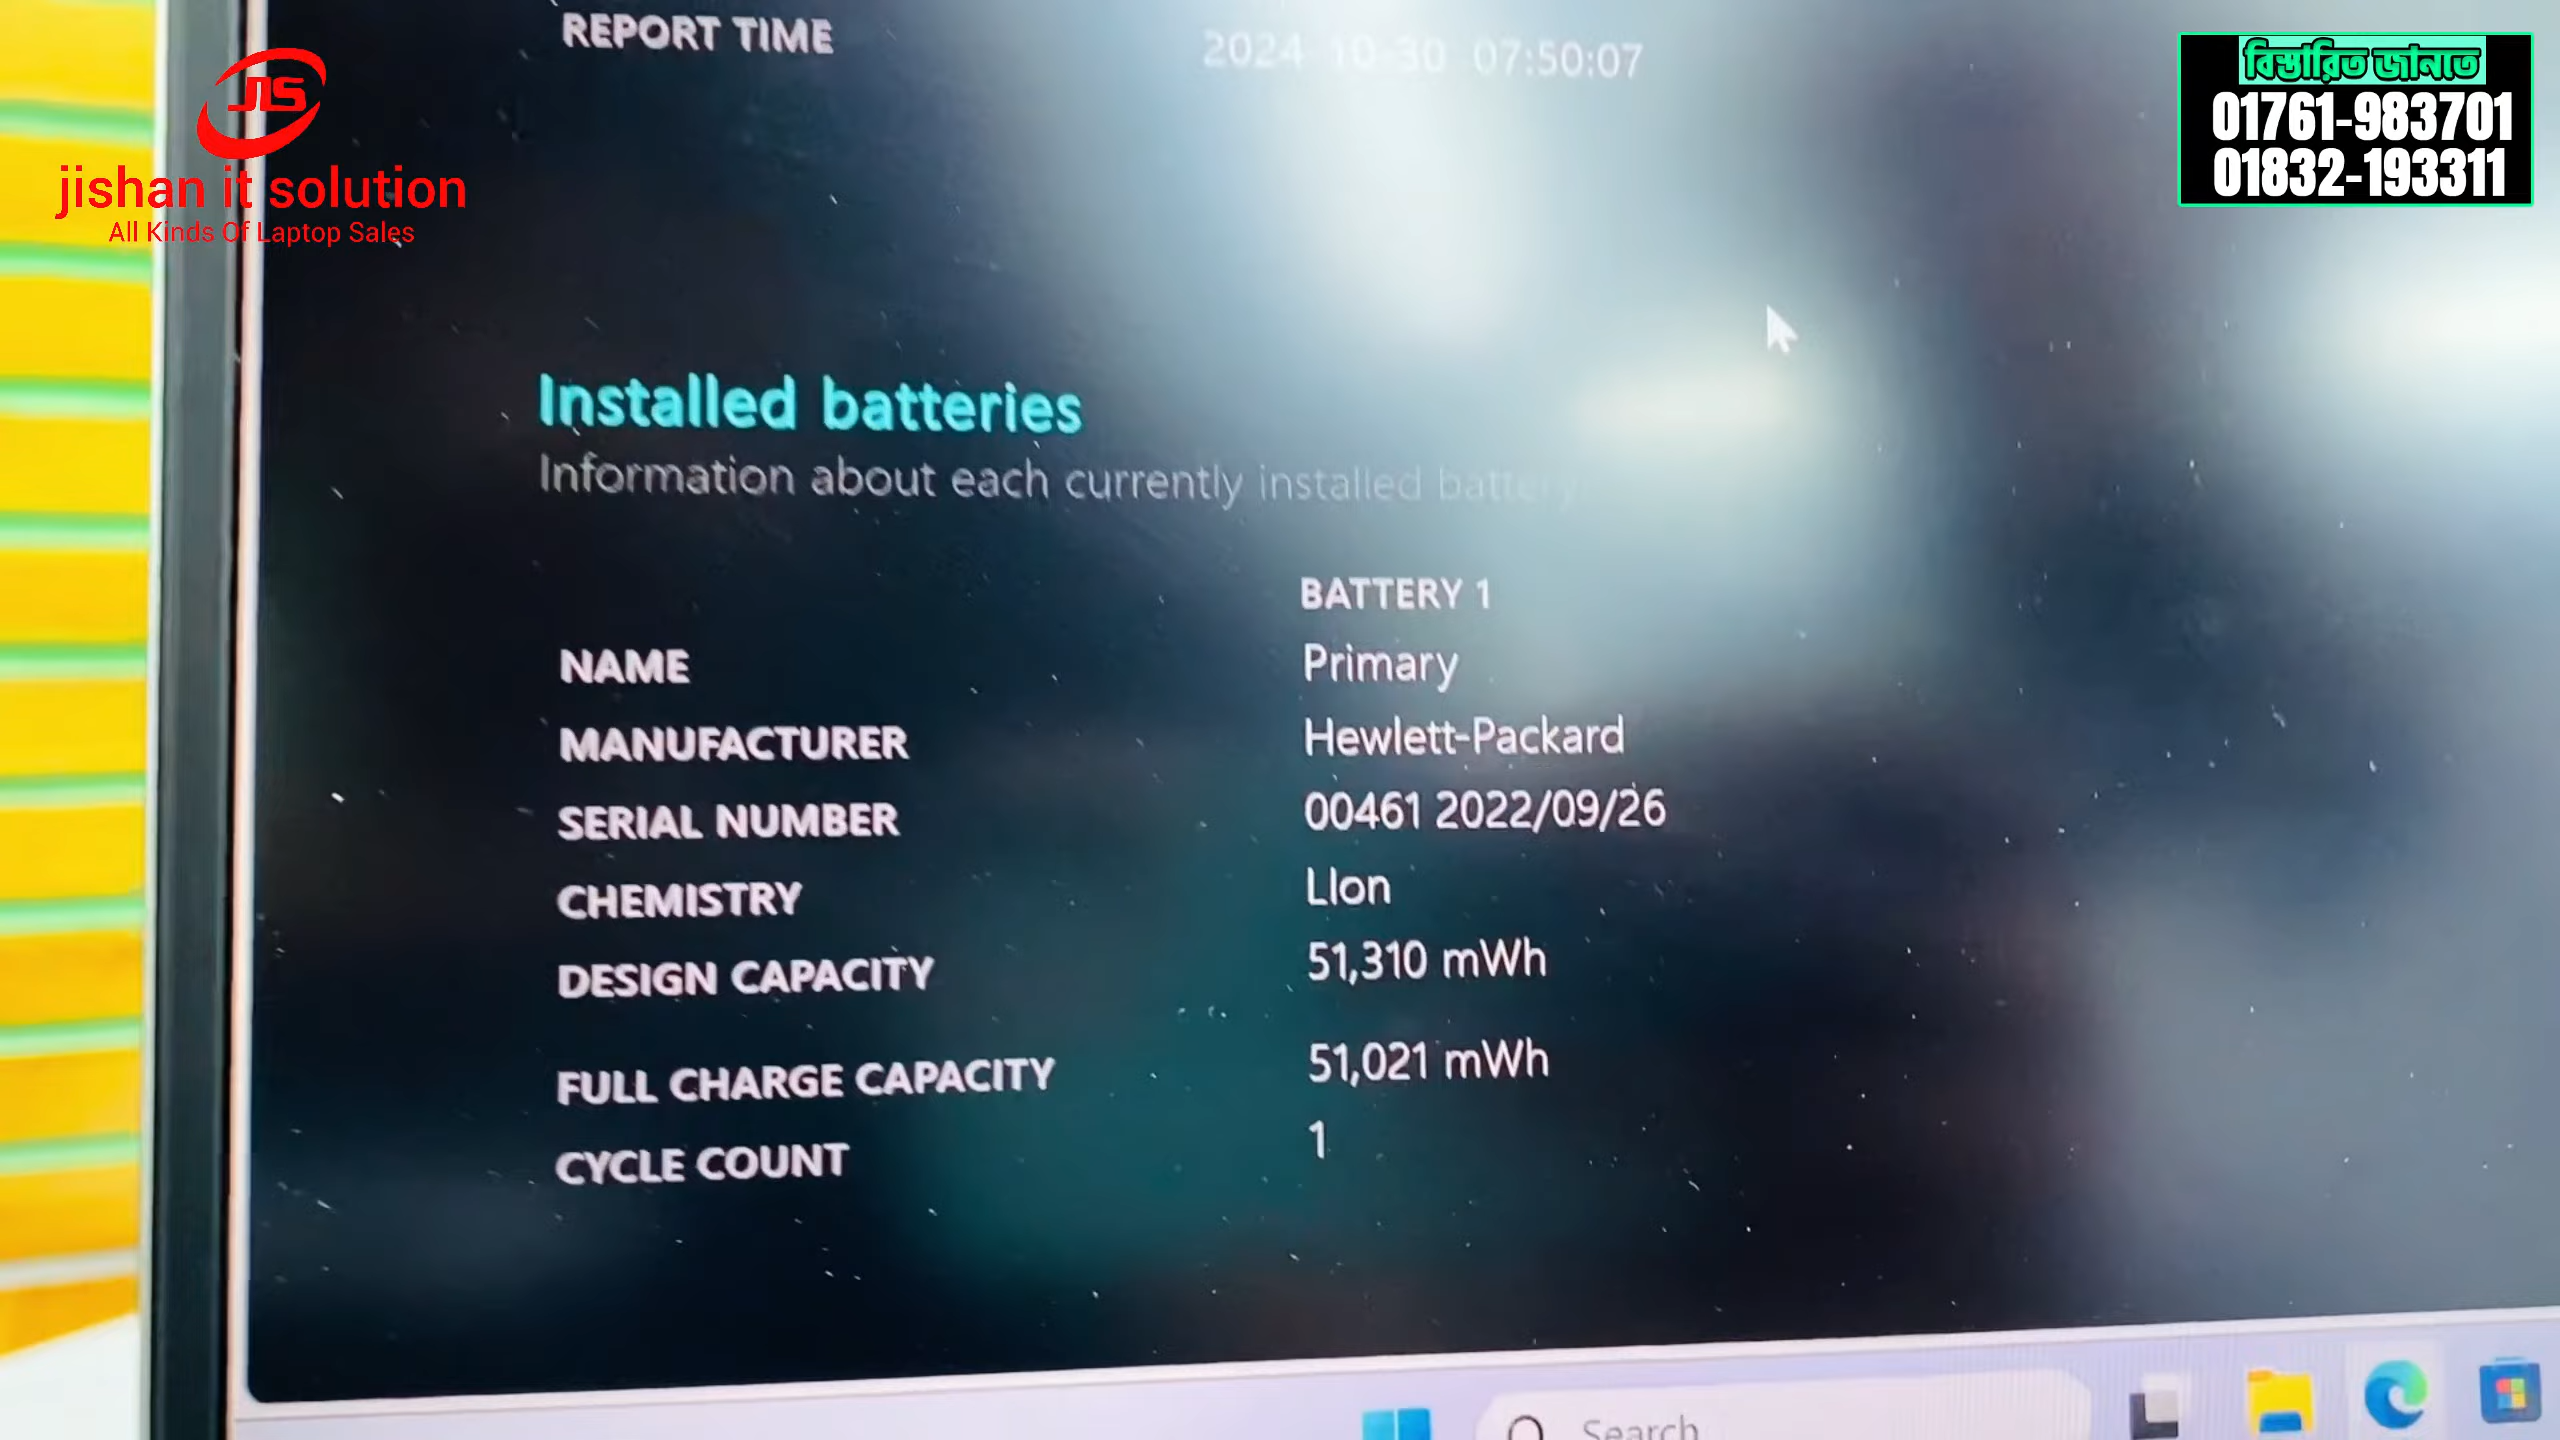 REPORT TIME 2024-10-30 07:50:07
JIS
jishan it solution
All Kinds Of Laptop Sales
বিস্তারিত জানতে
01761-983701
01832-193311
Installed batteries
Information about each currently installed battery
BATTERY 1
NAME Primary
MANUFACTURER Hewlett-Packard
SERIAL NUMBER 00461 2022/09/26
CHEMISTRY LIon
DESIGN CAPACITY 51,310 mWh
FULL CHARGE CAPACITY 51,021 mWh
CYCLE COUNT 1
Search